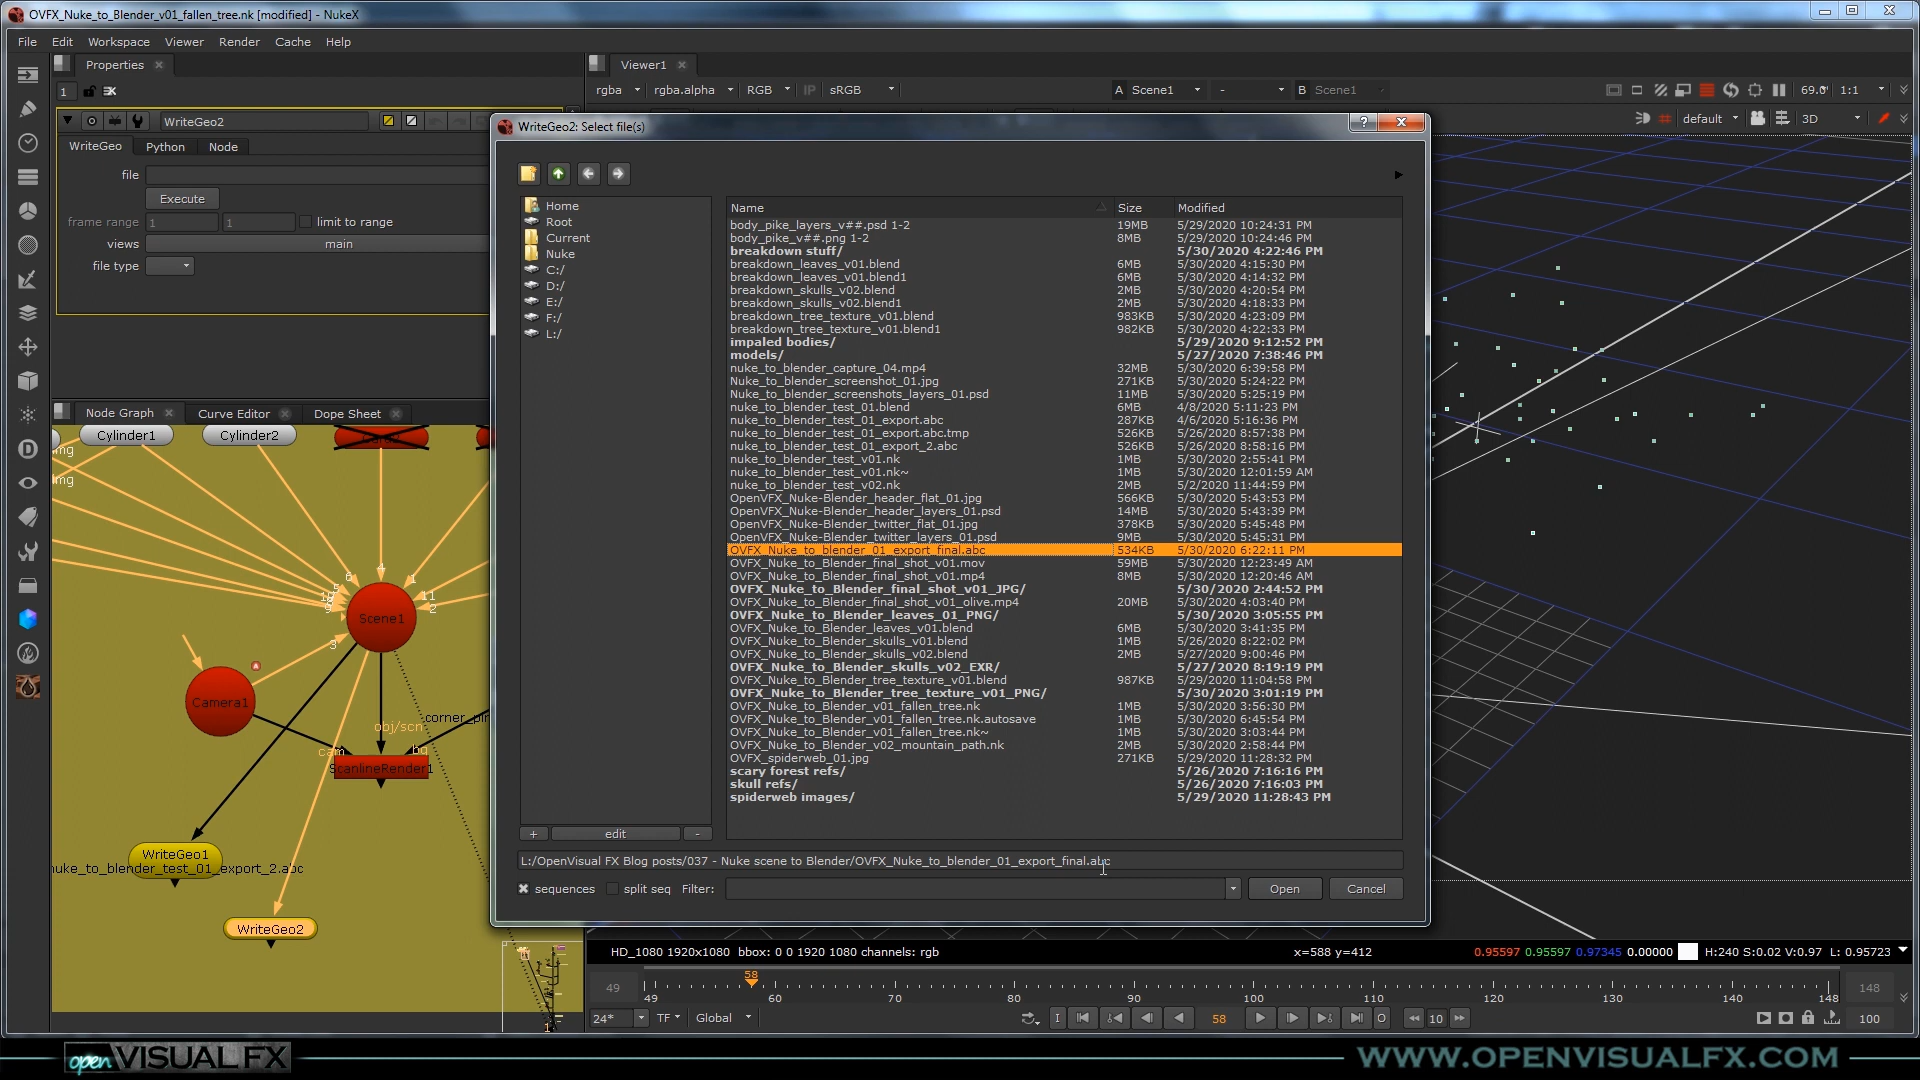 OVFX_Nuke_to_Blender_v01_fallen_tree.nk [modified] - NukeX
File Edit Workspace Viewer Render Cache Help
Properties
Viewer1
1
rgba rgba.alpha RGB IP sRGB A Scene1 - B Scene1 69.0 1:1
default 3D
WriteGeo2
WriteGeo Python Node
file
Execute
frame range 1 1 limit to range
views main
file type
WriteGeo2: Select file(s)
Home
Root
Current
Nuke
C:/
D:/
E:/
F:/
L:/
+ edit -
Name Size Modified
body_pike_layers_v##.psd 1-2 19MB 5/29/2020 10:24:31 PM
body_pike_v##.png 1-2 8MB 5/29/2020 10:24:46 PM
breakdown stuff/ 5/30/2020 4:22:46 PM
breakdown_leaves_v01.blend 6MB 5/30/2020 4:15:30 PM
breakdown_leaves_v01.blend1 6MB 5/30/2020 4:14:32 PM
breakdown_skulls_v02.blend 2MB 5/30/2020 4:20:54 PM
breakdown_skulls_v02.blend1 2MB 5/30/2020 4:18:33 PM
breakdown_tree_texture_v01.blend 983KB 5/30/2020 4:23:09 PM
breakdown_tree_texture_v01.blend1 982KB 5/30/2020 4:22:33 PM
impaled bodies/ 5/29/2020 9:12:52 PM
models/ 5/27/2020 7:38:46 PM
nuke_to_blender_capture_04.mp4 32MB 5/30/2020 6:39:58 PM
Nuke_to_blender_screenshot_01.jpg 271KB 5/30/2020 5:24:22 PM
Nuke_to_blender_screenshots_layers_01.psd 11MB 5/30/2020 5:25:19 PM
nuke_to_blender_test_01.blend 6MB 4/8/2020 5:11:23 PM
nuke_to_blender_test_01_export.abc 287KB 4/6/2020 5:16:36 PM
nuke_to_blender_test_01_export.abc.tmp 526KB 5/26/2020 8:57:38 PM
nuke_to_blender_test_01_export_2.abc 526KB 5/26/2020 8:58:16 PM
nuke_to_blender_test_v01.nk 1MB 5/30/2020 2:55:41 PM
nuke_to_blender_test_v01.nk~ 1MB 5/30/2020 12:01:59 AM
nuke_to_blender_test_v02.nk 2MB 5/2/2020 11:44:59 PM
OpenVFX_Nuke-Blender_header_flat_01.jpg 566KB 5/30/2020 5:43:53 PM
OpenVFX_Nuke-Blender_header_layers_01.psd 14MB 5/30/2020 5:43:39 PM
OpenVFX_Nuke-Blender_twitter_flat_01.jpg 378KB 5/30/2020 5:45:48 PM
OpenVFX_Nuke-Blender_twitter_layers_01.psd 9MB 5/30/2020 5:45:31 PM
OVFX_Nuke_to_blender_01_export_final.abc 534KB 5/30/2020 6:22:11 PM
OVFX_Nuke_to_Blender_final_shot_v01.mov 59MB 5/30/2020 12:23:49 AM
OVFX_Nuke_to_Blender_final_shot_v01.mp4 8MB 5/30/2020 12:20:46 AM
OVFX_Nuke_to_Blender_final_shot_v01_JPG/ 5/30/2020 2:44:52 PM
OVFX_Nuke_to_Blender_final_shot_v01_olive.mp4 20MB 5/30/2020 4:03:40 PM
OVFX_Nuke_to_Blender_leaves_01_PNG/ 5/30/2020 3:05:55 PM
OVFX_Nuke_to_Blender_leaves_v01.blend 6MB 5/30/2020 3:41:35 PM
OVFX_Nuke_to_Blender_skulls_v01.blend 1MB 5/26/2020 8:22:02 PM
OVFX_Nuke_to_Blender_skulls_v02.blend 2MB 5/27/2020 9:00:46 PM
OVFX_Nuke_to_Blender_skulls_v02_EXR/ 5/27/2020 8:19:19 PM
OVFX_Nuke_to_Blender_tree_texture_v01.blend 987KB 5/29/2020 11:04:58 PM
OVFX_Nuke_to_Blender_tree_texture_v01_PNG/ 5/30/2020 3:01:19 PM
OVFX_Nuke_to_Blender_v01_fallen_tree.nk 1MB 5/30/2020 3:56:30 PM
OVFX_Nuke_to_Blender_v01_fallen_tree.nk.autosave 1MB 5/30/2020 6:45:54 PM
OVFX_Nuke_to_Blender_v01_fallen_tree.nk~ 1MB 5/30/2020 3:03:44 PM
OVFX_Nuke_to_Blender_v02_mountain_path.nk 2MB 5/30/2020 2:58:44 PM
OVFX_spiderweb_01.jpg 271KB 5/29/2020 11:28:32 PM
scary forest refs/ 5/26/2020 7:16:16 PM
skull refs/ 5/26/2020 7:16:03 PM
spiderweb images/ 5/29/2020 11:28:43 PM
L:/OpenVisual FX Blog posts/037 - Nuke scene to Blender/OVFX_Nuke_to_blender_01_export_final.abc
sequences split seq Filter: Open Cancel
Node Graph Curve Editor Dope Sheet
Cylinder1 Cylinder2
mg
mg
6 4 1
11
2
3
Scene1
Camera1
obj/scn
corner_pin
cam bg
ScanlineRender1
WriteGeo1
nuke_to_blender_test_01_export_2.abc
WriteGeo2
HD_1080 1920x1080 bbox: 0 0 1920 1080 channels: rgb x=588 y=412 0.95597 0.95597 0.97345 0.00000 H:240 S:0.02 V:0.97 L: 0.95723
49 58 148
49 60 70 80 90 100 110 120 130 140 148
24* TF Global I 58 O 10 100
open VISUALFX
WWW.OPENVISUALFX.COM